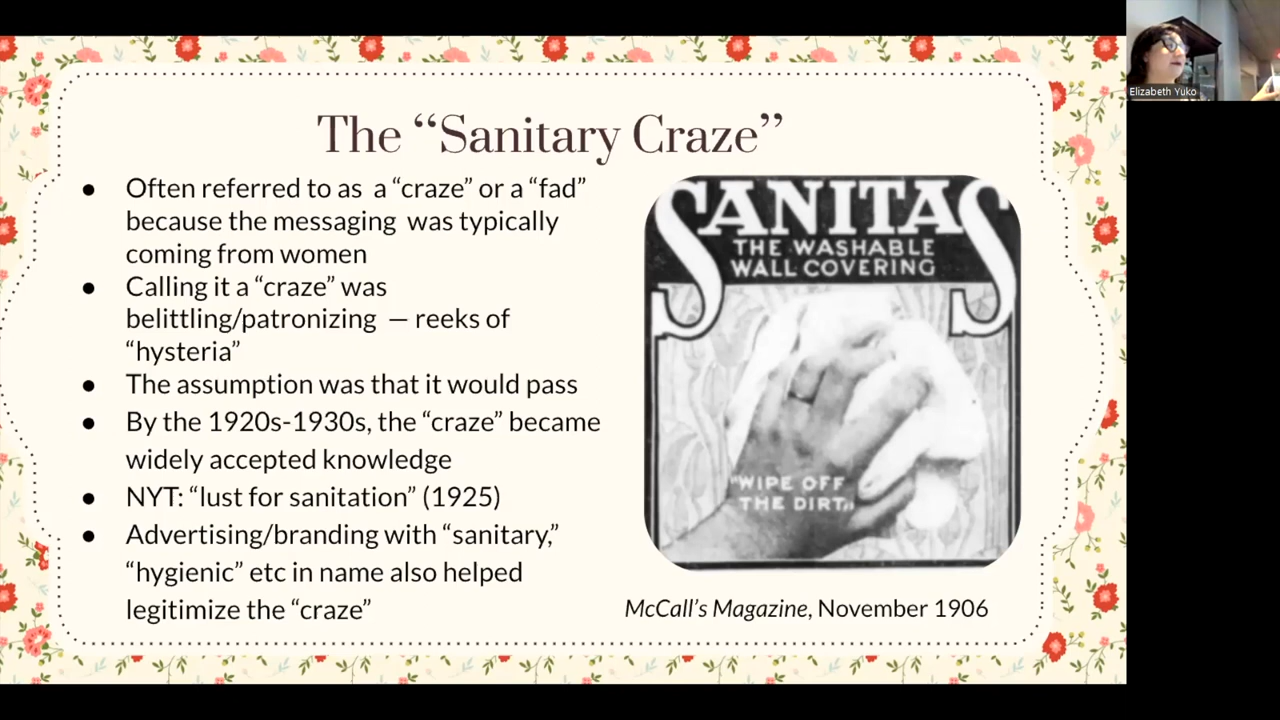 The “Sanitary Craze”
● Often referred to as a “craze” or a “fad”
because the messaging was typically
coming from women
● Calling it a “craze” was
belittling/patronizing — reeks of
“hysteria”
● The assumption was that it would pass
● By the 1920s-1930s, the “craze” became
widely accepted knowledge
● NYT: “lust for sanitation” (1925)
● Advertising/branding with “sanitary,”
“hygienic” etc in name also helped
legitimize the “craze”
SANITAS
THE WASHABLE
WALL COVERING
"WIPE OFF
THE DIRT"
McCall’s Magazine, November 1906
Elizabeth Yuko